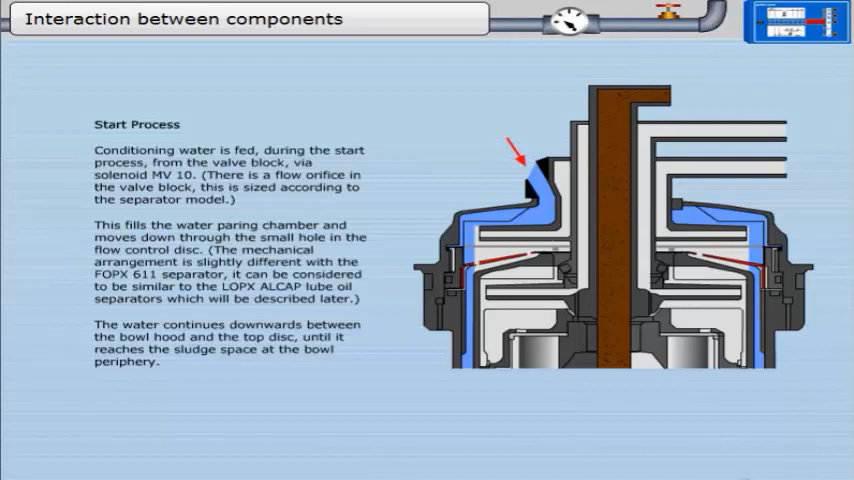 Interaction between components
Start Process
Conditioning water is fed, during the start
process, from the valve block, via
solenoid MV 10. (There is a flow orifice in
the valve block, this is sized according to
the separator model.)
This fills the water paring chamber and
moves down through the small hole in the
flow control disc. (The mechanical
arrangement is slightly different with the
FOPX 611 separator, it can be considered
to be similar to the LOPX ALCAP lube oil
separators which will be described later.)
The water continues downwards between
the bowl hood and the top disc, until it
reaches the sludge space at the bowl
periphery.